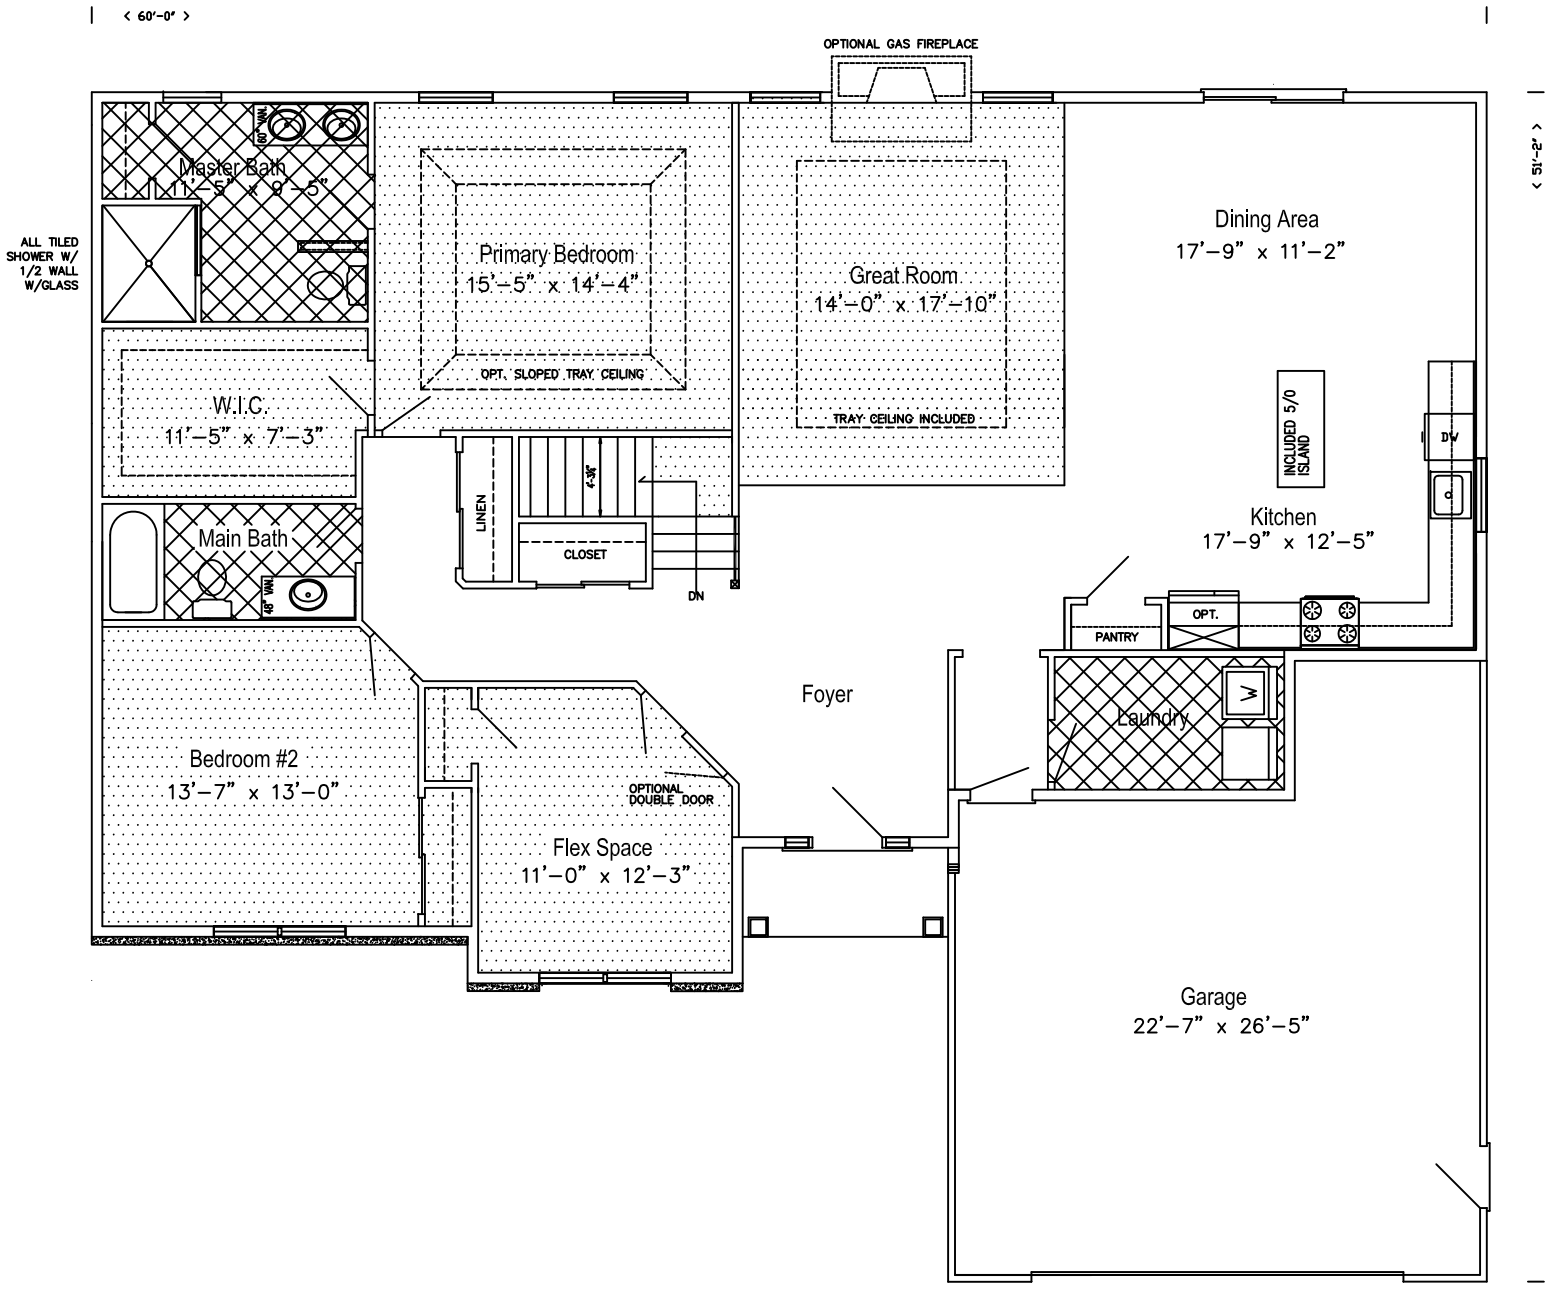 < 60'-0" >
OPTIONAL GAS FIREPLACE
< 51'-2" >
60" VAN.
Master Bath
11'-5" x 9'-5"
ALL TILED
SHOWER W/
1/2 WALL
W/GLASS
Primary Bedroom
15'-5" x 14'-4"
OPT. SLOPED TRAY CEILING
Great Room
14'-0" x 17'-10"
TRAY CEILING INCLUDED
Dining Area
17'-9" x 11'-2"
W.I.C.
11'-5" x 7'-3"
INCLUDED 5/0
ISLAND
DW
Kitchen
17'-9" x 12'-5"
LINEN
4'-3½"
CLOSET
DN
Main Bath
48" VAN.
OPT.
PANTRY
Foyer
Laundry
W
Bedroom #2
13'-7" x 13'-0"
OPTIONAL
DOUBLE DOOR
Flex Space
11'-0" x 12'-3"
Garage
22'-7" x 26'-5"